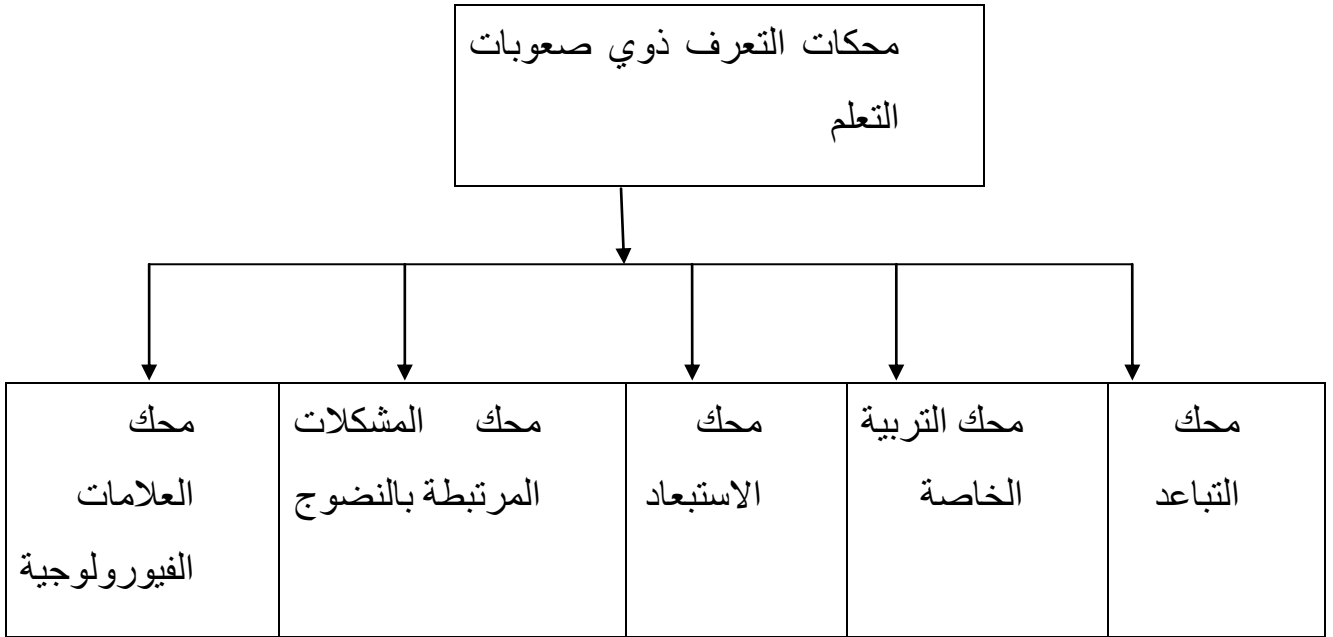 محكات التعرف ذوي صعوبات
التعلم
محك
التباعد
محك التربية
الخاصة
محك
الاستبعاد
محك المشكلات
المرتبطة بالنضوج
محك
العلامات
الفيورولوجية